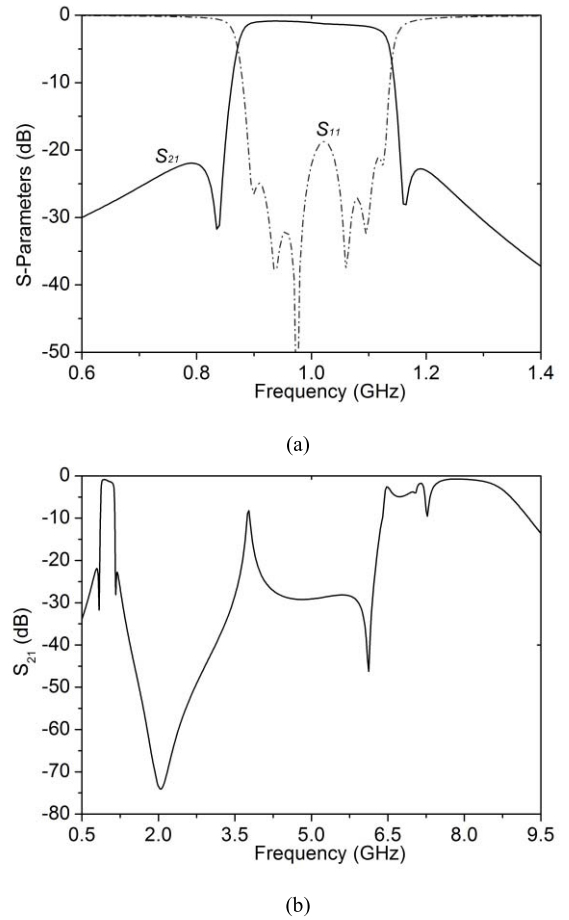 0
-10
-20
-30
-40
-50
S-Parameters (dB)
S21
S11
0.6 0.8 1.0 1.2 1.4
Frequency (GHz)
(a)
0
-10
-20
-30
-40
-50
-60
-70
-80
S21 (dB)
0.5 2.0 3.5 5.0 6.5 8.0 9.5
Frequency (GHz)
(b)